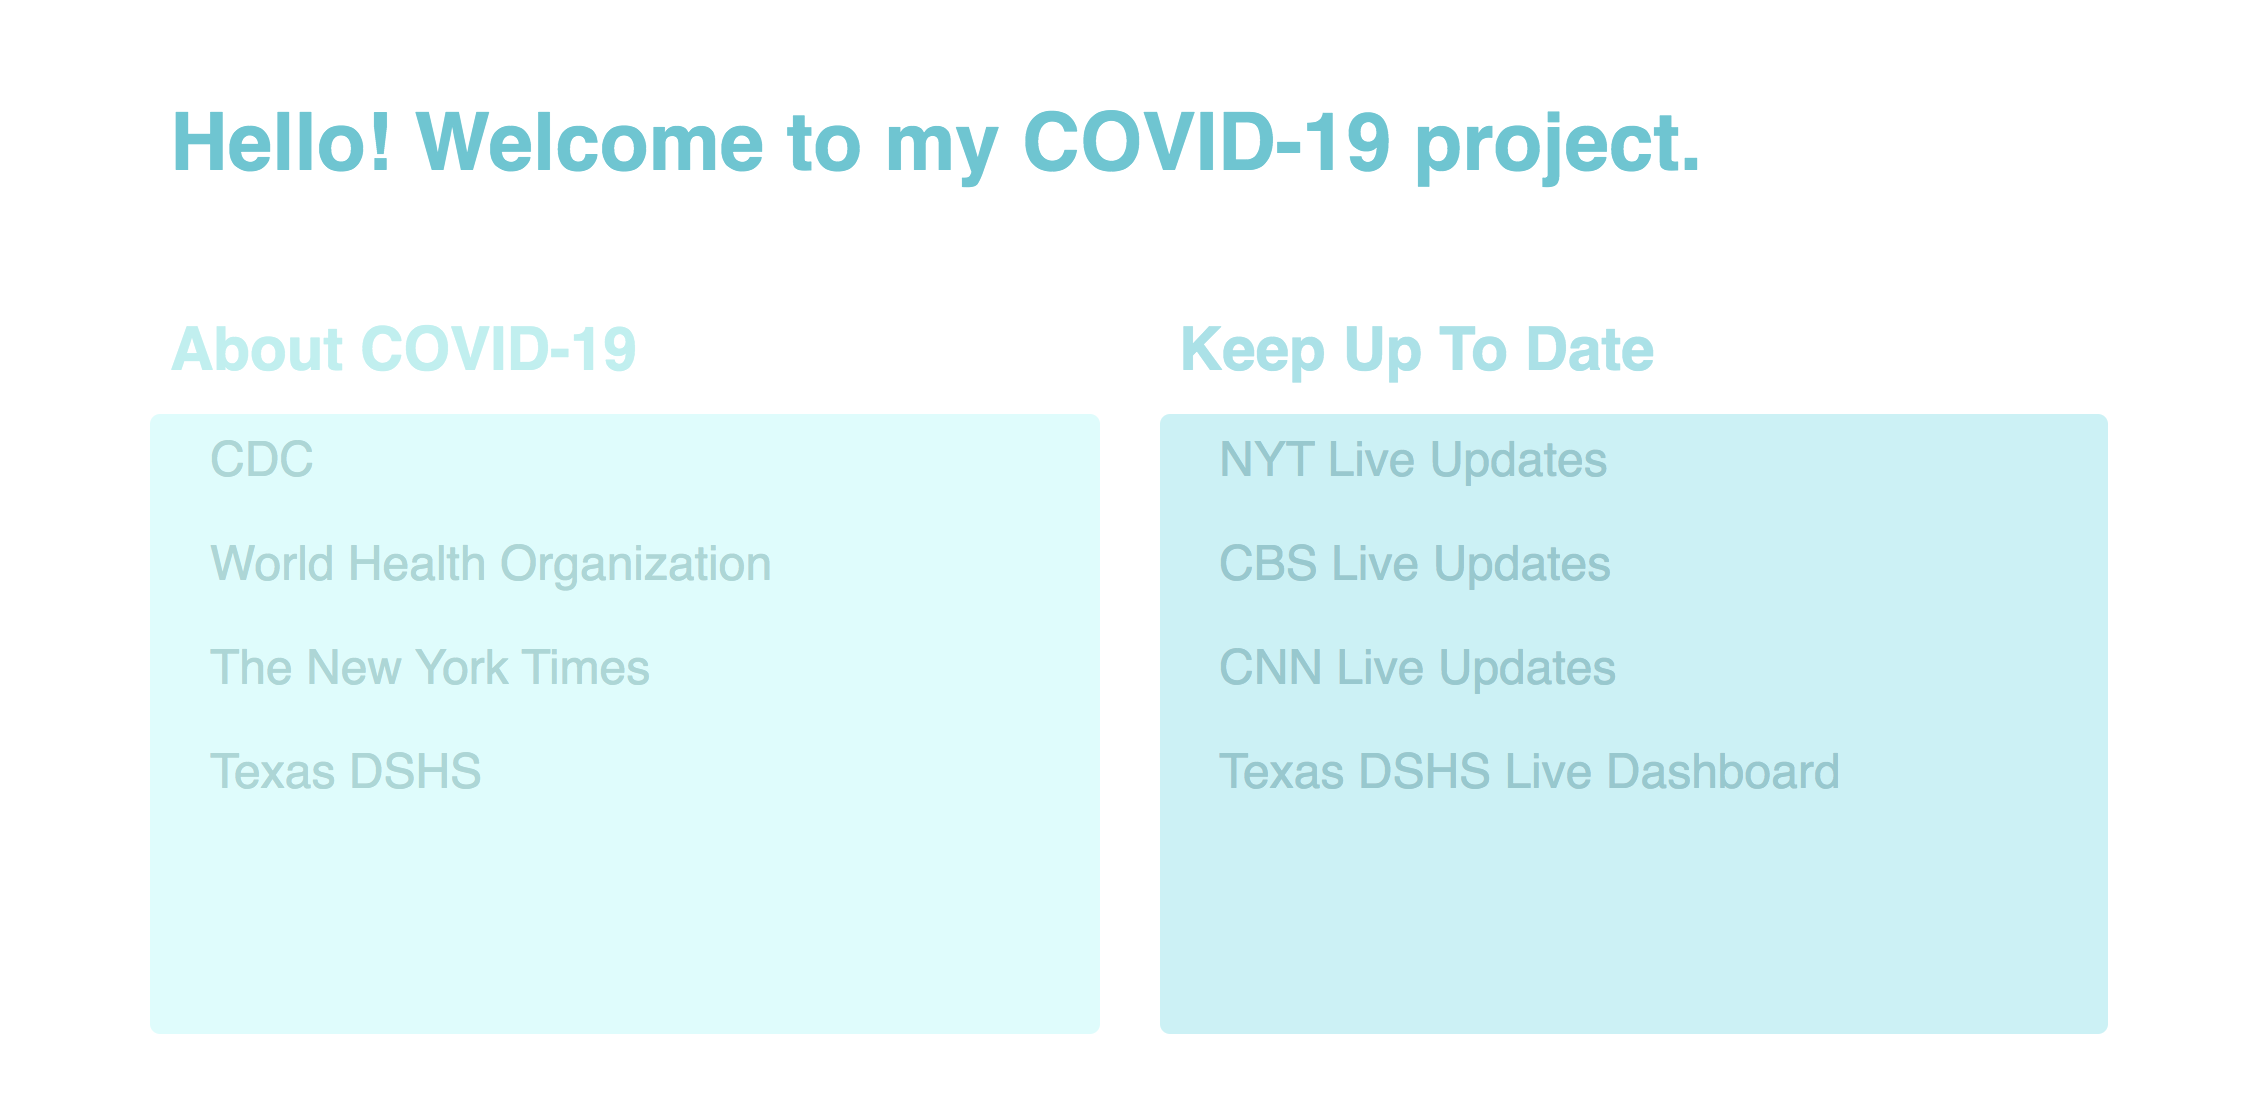 Hello! Welcome to my COVID-19 project.
About COVID-19
CDC
World Health Organization
The New York Times
Texas DSHS
Keep Up To Date
NYT Live Updates
CBS Live Updates
CNN Live Updates
Texas DSHS Live Dashboard